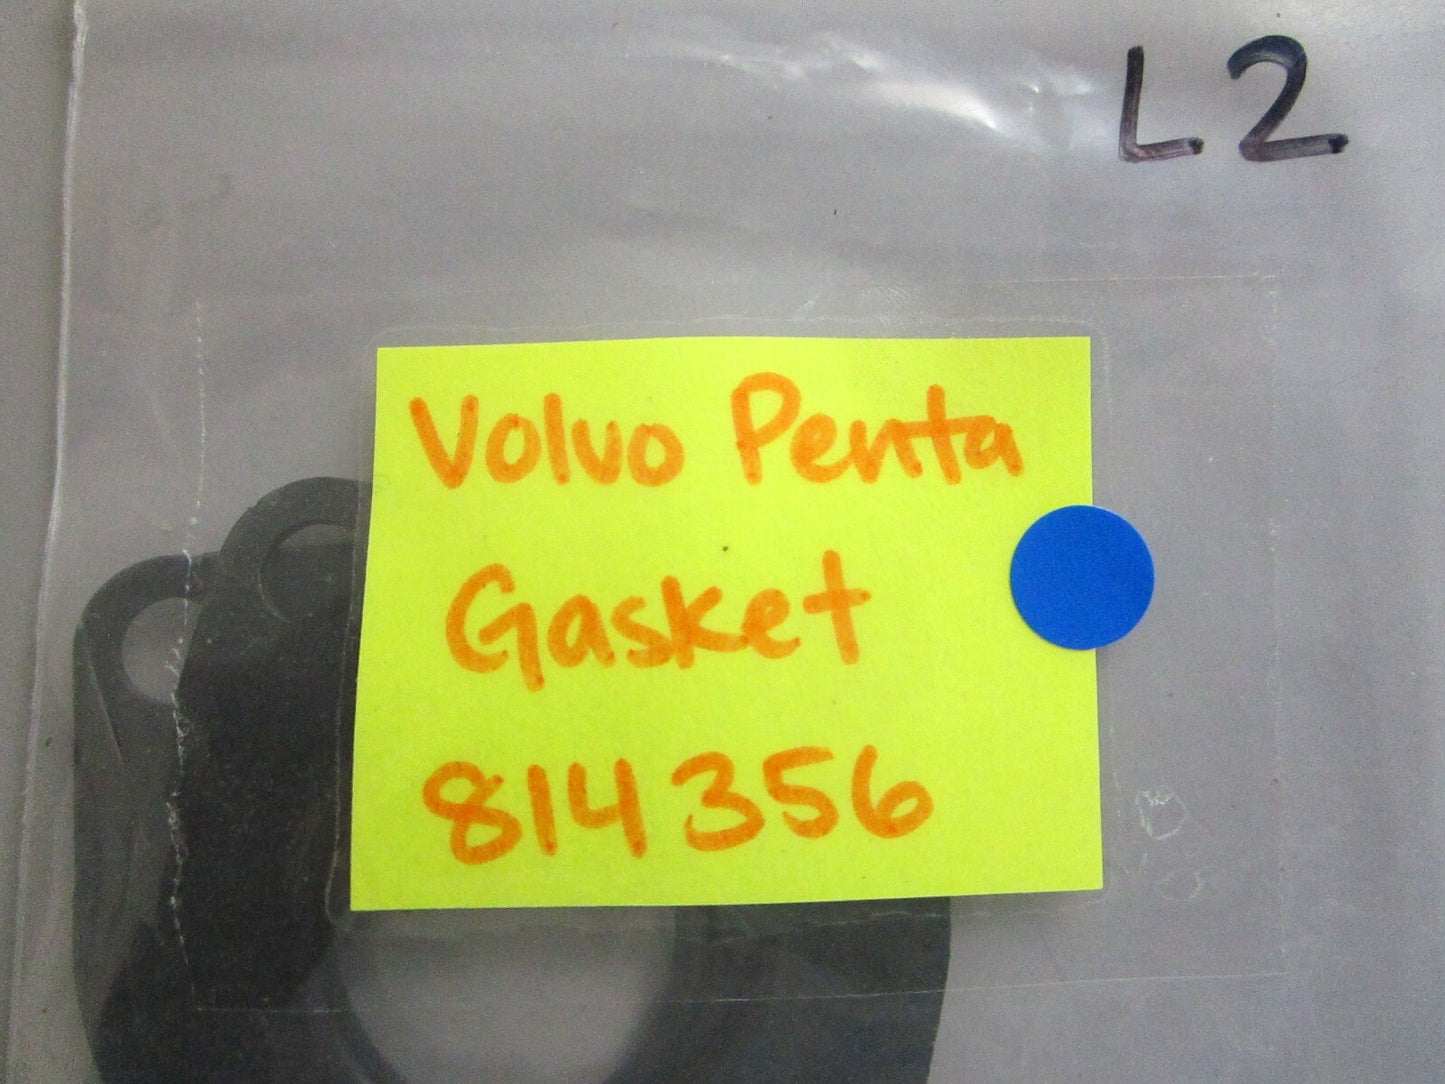 L2
Volvo Penta
Gasket
814356